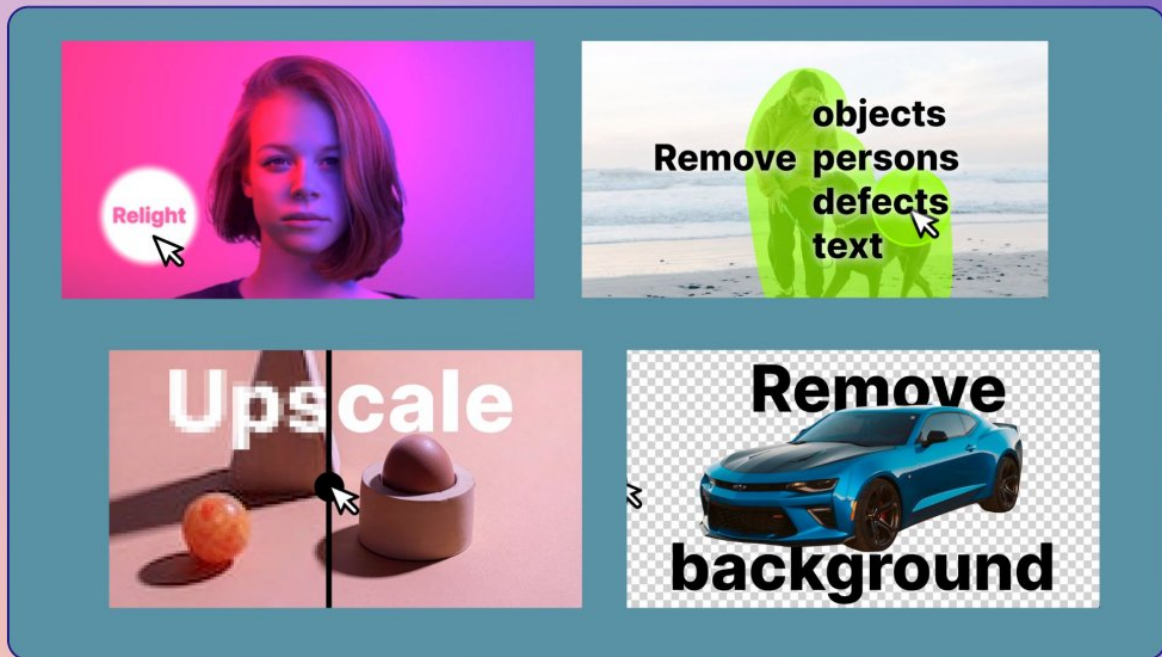 Relight
Remove
objects
persons
defects
text
Upscale
Remove
background